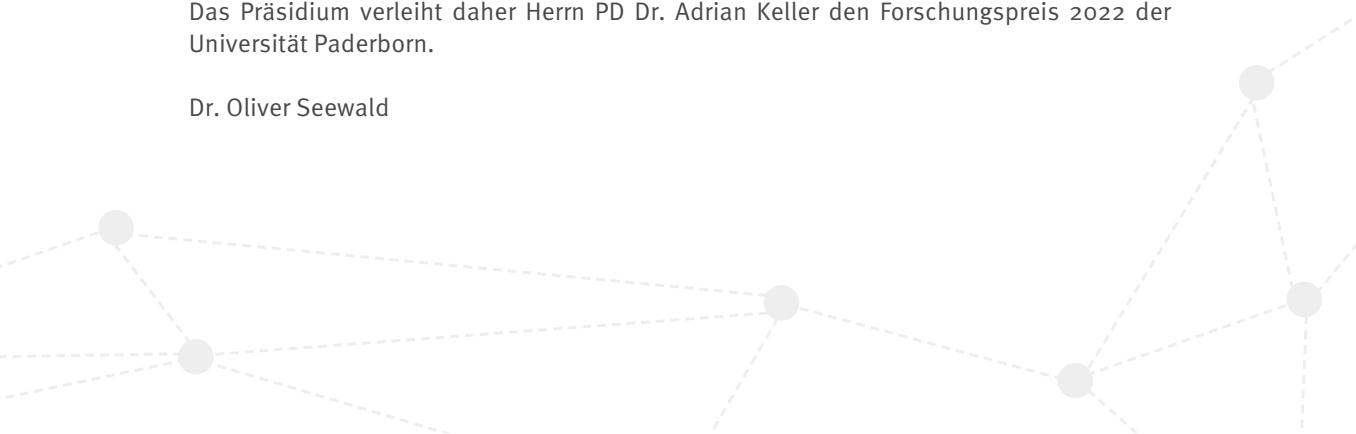 Das Präsidium verleiht daher Herrn PD Dr. Adrian Keller den Forschungspreis 2022 der
Universität Paderborn.
Dr. Oliver Seewald